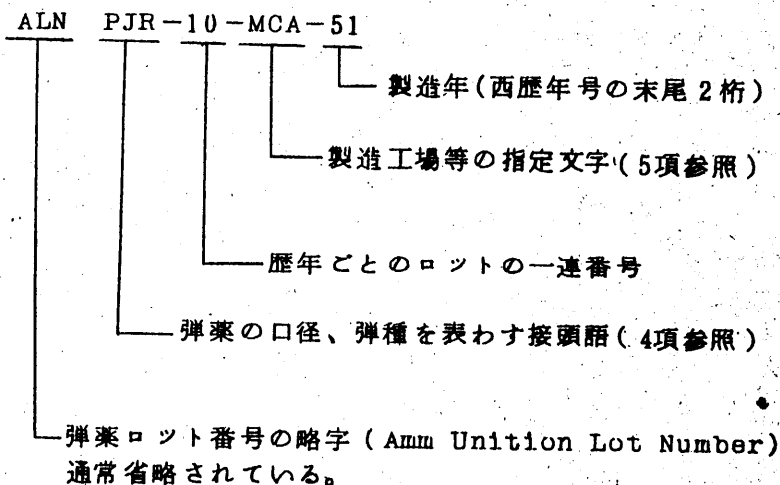 ALN PJR-10-MCA-51
製造年(西歴年号の末尾2桁)
製造工場等の指定文字(5項参照)
歴年ごとのロットの一連番号
弾薬の口径、弾種を表わす接頭語(4項参照)
弾薬ロット番号の略字(Amm Unition Lot Number)
通常省略されている。